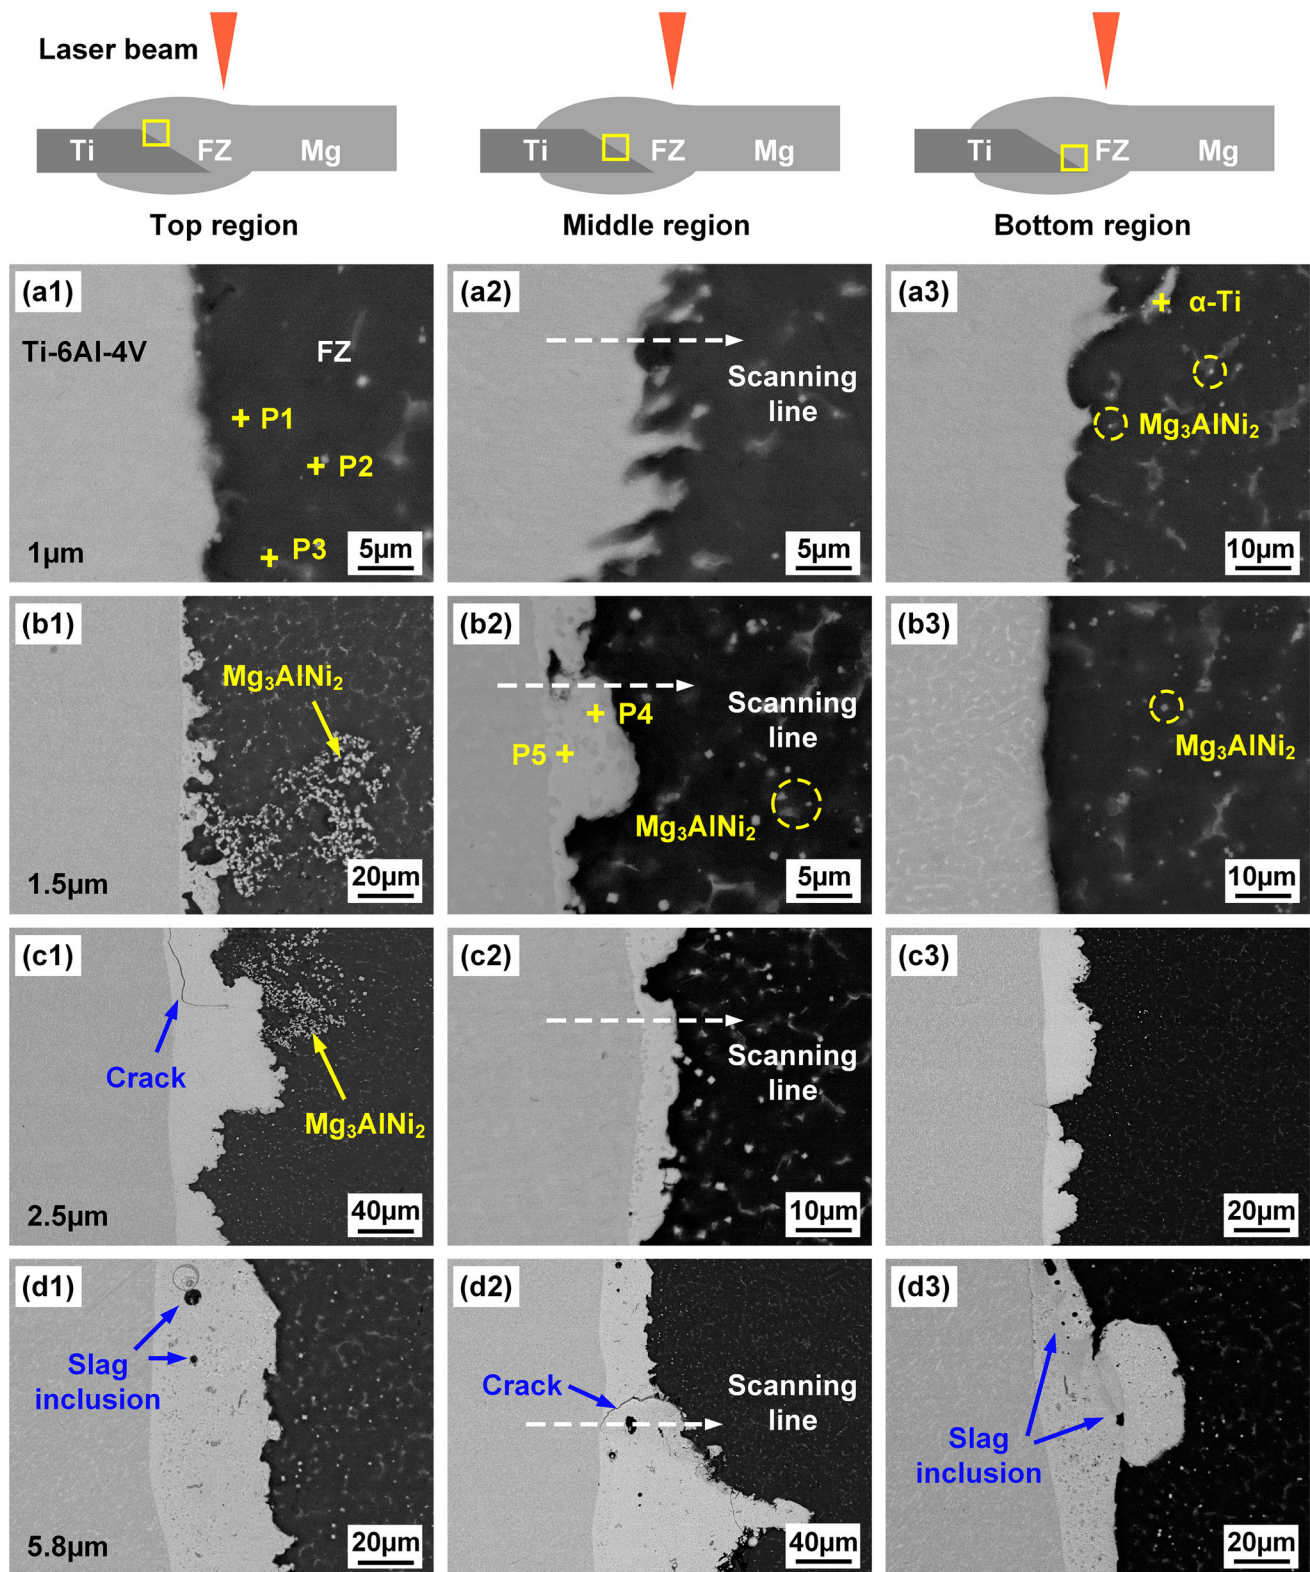 Laser beam
Ti FZ Mg
Ti FZ Mg
Ti FZ Mg
Top region
Middle region
Bottom region
(a1)
Ti-6Al-4V
FZ
P1
P2
P3
1μm
5μm
(a2)
Scanning
line
5μm
(a3)
α-Ti
Mg₃AlNi₂
10μm
(b1)
Mg₃AlNi₂
1.5μm
20μm
(b2)
Scanning
line
P4
P5
Mg₃AlNi₂
5μm
(b3)
Mg₃AlNi₂
10μm
(c1)
Crack
Mg₃AlNi₂
2.5μm
40μm
(c2)
Scanning
line
10μm
(c3)
20μm
(d1)
Slag
inclusion
5.8μm
20μm
(d2)
Crack
Scanning
line
40μm
(d3)
Slag
inclusion
20μm